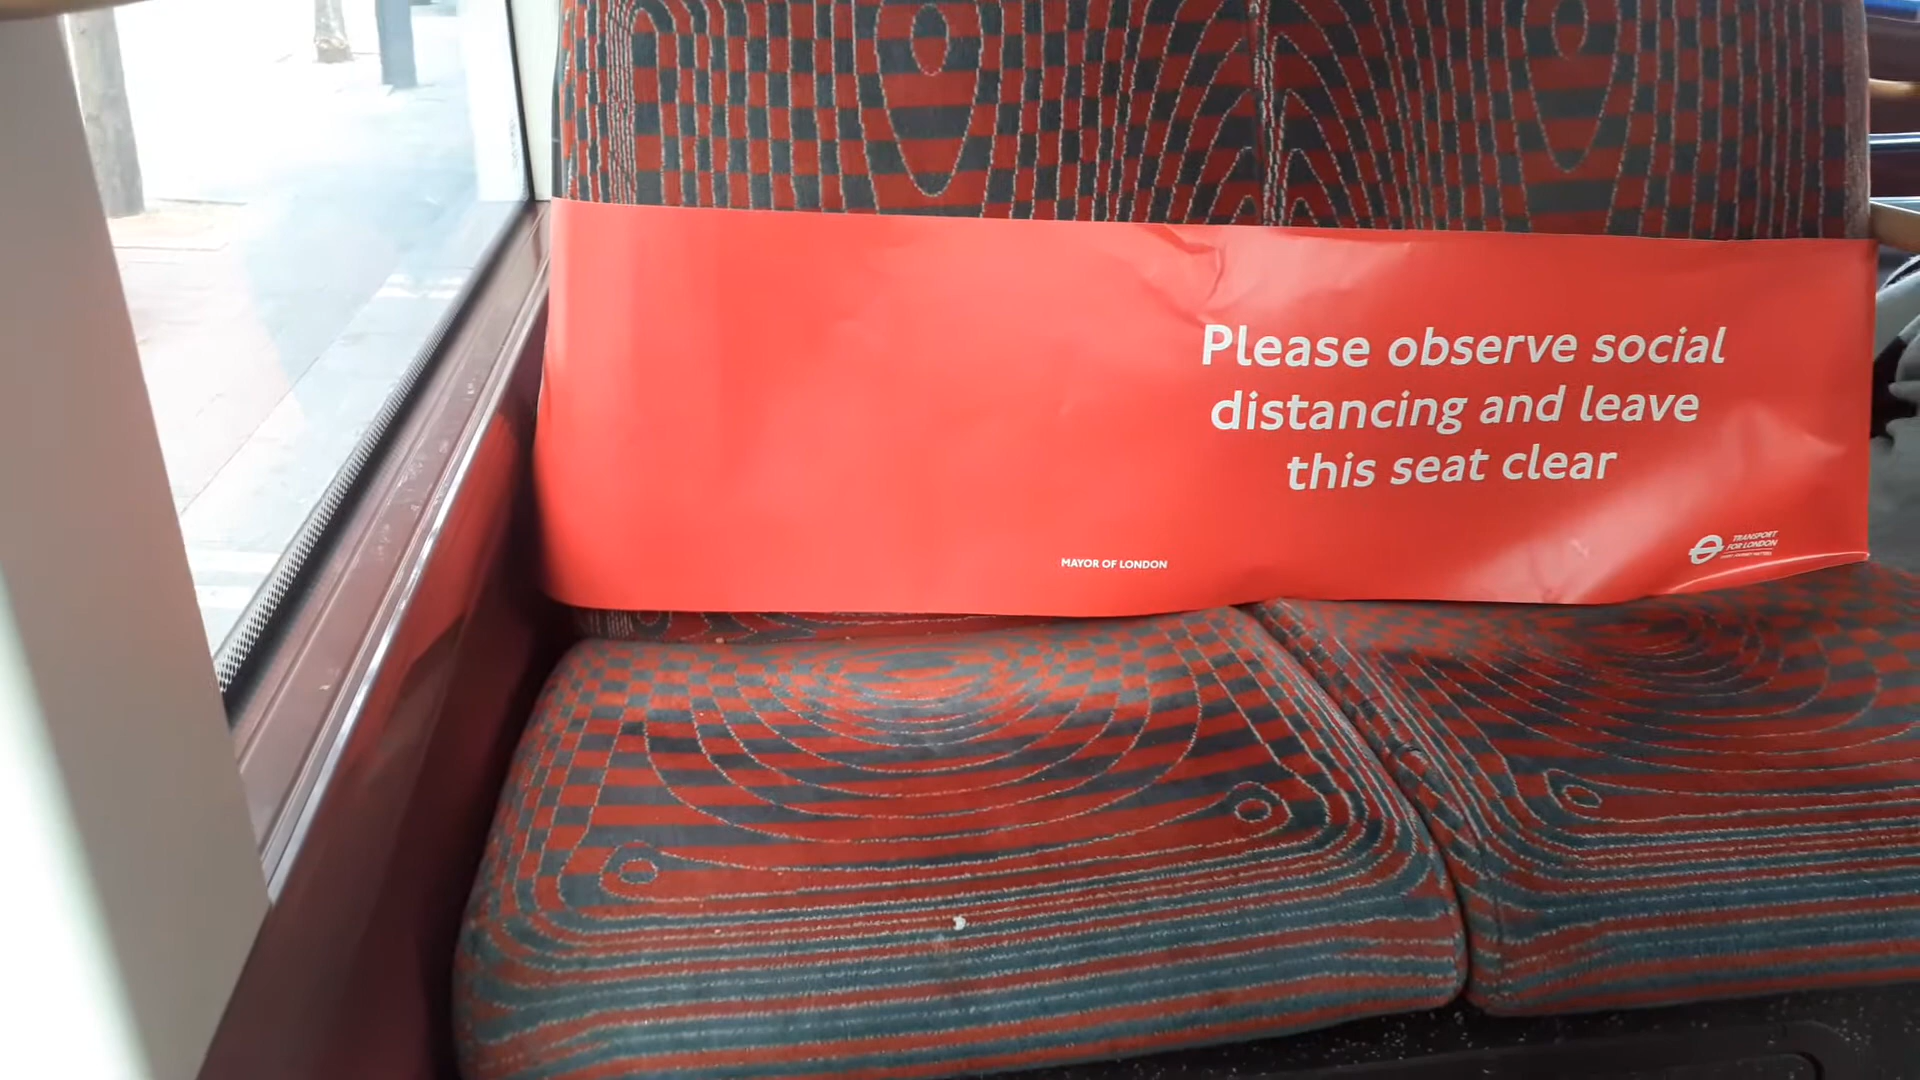 Please observe social
distancing and leave
this seat clear
MAYOR OF LONDON
TRANSPORT
FOR LONDON